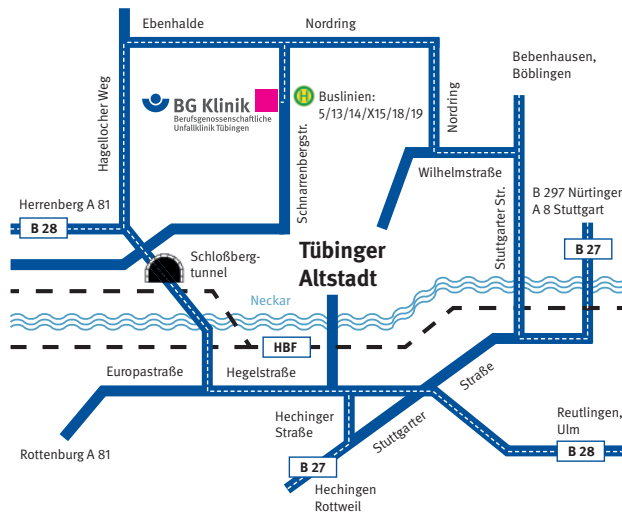 Ebenhalde
Nordring
Bebenhausen,
Böblingen
Hagellocher Weg
BG Klinik
Berufsgenossenschaftliche
Unfallklinik Tübingen
H
Buslinien:
5/13/14/X15/18/19
Nordring
Schnarrenbergstr.
Wilhelmstraße
Herrenberg A 81
B 28
B 297 Nürtingen
A 8 Stuttgart
B 27
Stuttgarter Str.
Schloßberg-
tunnel
Tübinger
Altstadt
Neckar
HBF
Europastraße
Hegelstraße
Straße
Stuttgarter
Hechinger
Straße
Reutlingen,
Ulm
B 28
Rottenburg A 81
B 27
Hechingen
Rottweil